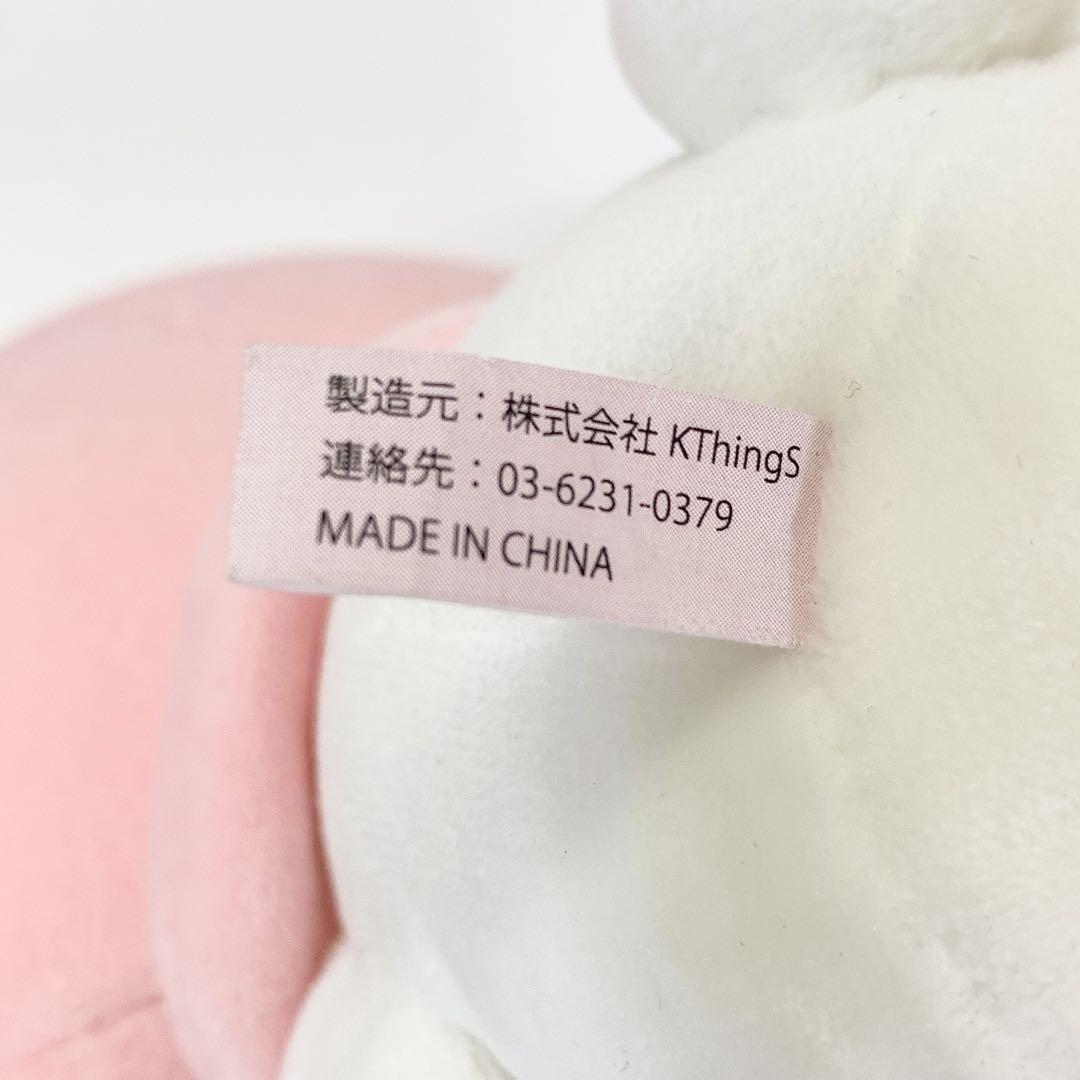 製造元：株式会社 KThingS
連絡先：03-6231-0379
MADE IN CHINA